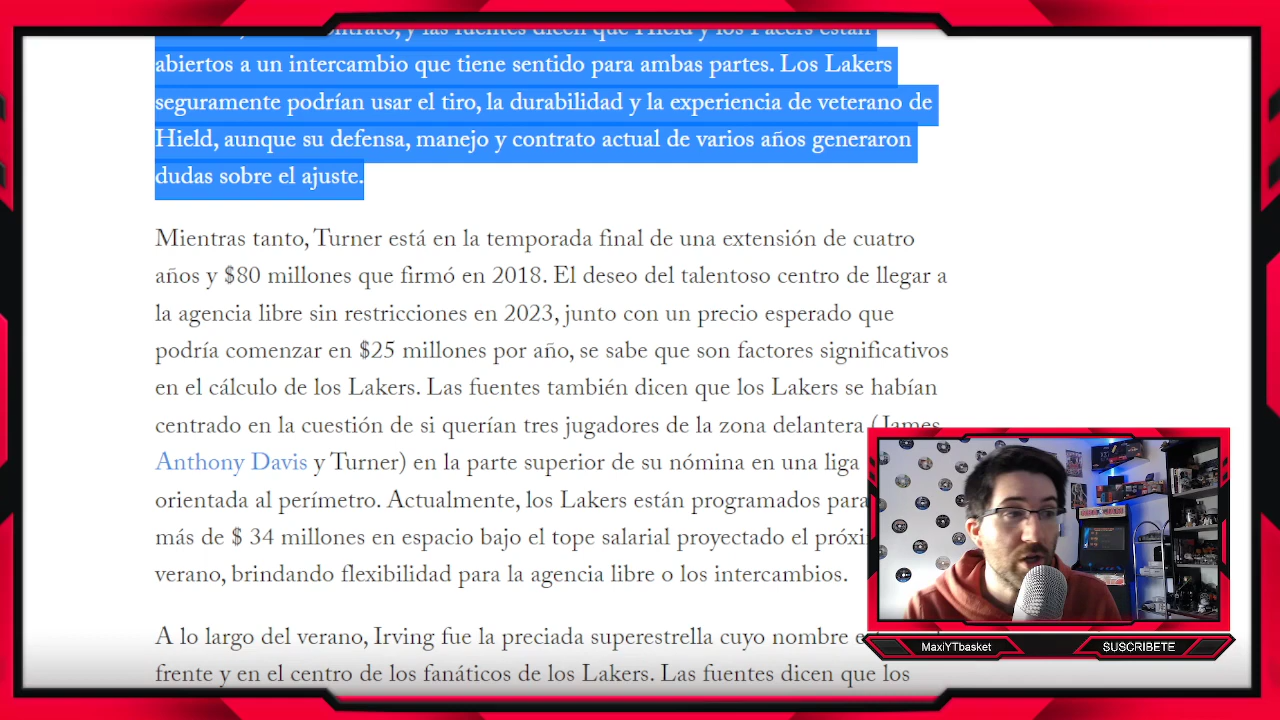 contrato, y las fuentes dicen que Hield y los Pacers están
abiertos a un intercambio que tiene sentido para ambas partes. Los Lakers
seguramente podrían usar el tiro, la durabilidad y la experiencia de veterano de
Hield, aunque su defensa, manejo y contrato actual de varios años generaron
dudas sobre el ajuste.
Mientras tanto, Turner está en la temporada final de una extensión de cuatro
años y $80 millones que firmó en 2018. El deseo del talentoso centro de llegar a
la agencia libre sin restricciones en 2023, junto con un precio esperado que
podría comenzar en $25 millones por año, se sabe que son factores significativos
en el cálculo de los Lakers. Las fuentes también dicen que los Lakers se habían
centrado en la cuestión de si querían tres jugadores de la zona delantera (James,
Anthony Davis y Turner) en la parte superior de su nómina en una liga
orientada al perímetro. Actualmente, los Lakers están programados para
más de $ 34 millones en espacio bajo el tope salarial proyectado el
verano, brindando flexibilidad para la agencia libre o los intercambios.
A lo largo del verano, Irving fue la preciada superestrella cuyo nombre
frente y en el centro de los fanáticos de los Lakers. Las fuentes dicen que los
MaxiYTbasket
SUSCRIBETE